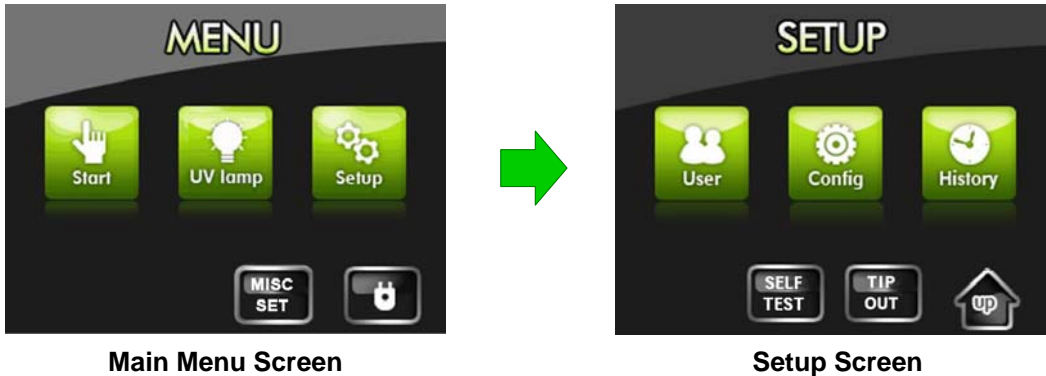 MENU
Start
UV lamp
Setup
MISC
SET
Main Menu Screen
SETUP
User
Config
History
SELF
TEST
TIP
OUT
up
Setup Screen